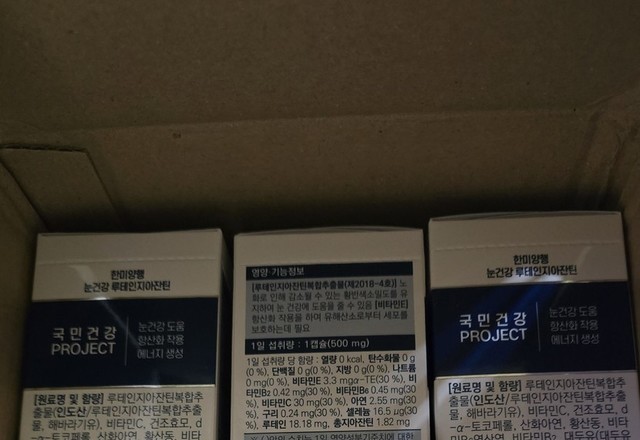 한미양행
눈건강 루테인지아잔틴
국민건강
PROJECT
눈건강 도움
항산화 작용
에너지 생성
[원료명 및 함량] 루테인지아잔틴복합추
출물(인도산/루테인지아잔틴복합추출
물, 해바라기유), 비타민C, 건조효모, d
-α-토코페롤, 산화아연, 황산동, 비타
영양·기능정보
[루테인지아잔틴복합추출물(제2018-4호)] 노
화로 인해 감소될 수 있는 황반색소밀도를 유
지하여 눈 건강에 도움을 줄 수 있음 [비타민E]
항산화 작용을 하여 유해산소로부터 세포를
보호하는데 필요
1일 섭취량 : 1캡슐(500 mg)
1일 섭취량 당 함량 : 열량 0 kcal, 탄수화물 0 g
(0 %), 단백질 0 g(0 %), 지방 0 g(0 %), 나트륨
0 mg(0 %), 비타민E 3.3 mgα-TE(30 %), 비
타민B₂ 0.42 mg(30 %), 비타민B₆ 0.45 mg(30
%), 비타민C 30 mg(30 %), 아연 2.55 mg(30
%), 구리 0.24 mg(30 %), 셀레늄 16.5 μg(30
%), 루테인 18.18 mg, 총지아잔틴 1.82 mg
한미양행
눈건강 루테인지아잔틴
국민건강
PROJECT
눈건강 도움
항산화 작용
에너지 생성
[원료명 및 함량] 루테인지아잔틴복합추
출물(인도산/루테인지아잔틴복합추출
물, 해바라기유), 비타민C, 건조효모, d
-α-토코페롤, 산화아연, 황산동, 비타